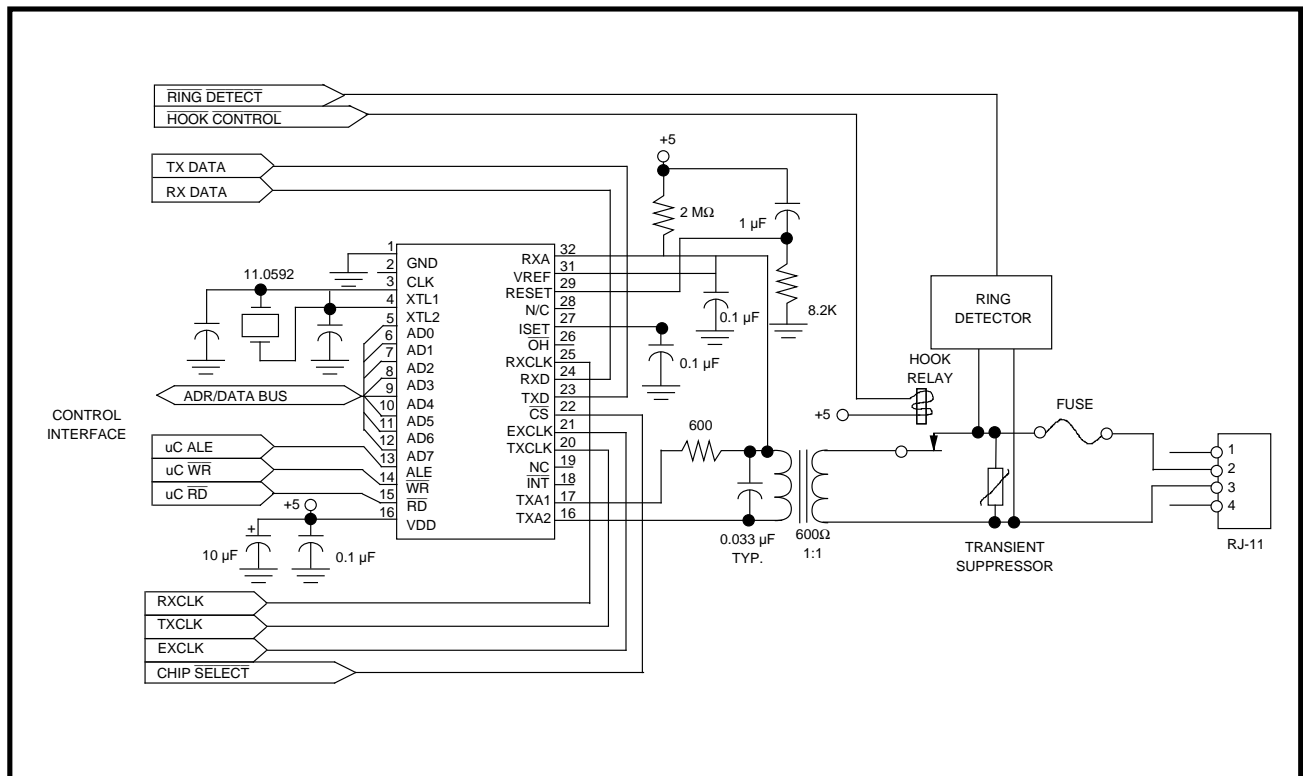 RING DETECT
HOOK CONTROL
TX DATA
RX DATA
+5
2 MΩ
1 µF
8.2K
0.1 µF
0.1 µF
11.0592
1
2
3
4
5
6
7
8
9
10
11
12
13
14
15
16
GND
CLK
XTL1
XTL2
AD0
AD1
AD2
AD3
AD4
AD5
AD6
AD7
ALE
WR
RD
VDD
RXA
VREF
RESET
N/C
ISET
OH
RXCLK
RXD
TXD
CS
EXCLK
TXCLK
NC
INT
TXA1
TXA2
32
31
29
28
27
26
25
24
23
22
21
20
19
18
17
16
CONTROL
INTERFACE
ADR/DATA BUS
uC ALE
uC WR
uC RD
+5
+
10 µF
0.1 µF
RXCLK
TXCLK
EXCLK
CHIP SELECT
600
0.033 µF
TYP.
600Ω
1:1
RING
DETECTOR
HOOK
RELAY
+5
FUSE
TRANSIENT
SUPPRESSOR
1
2
3
4
RJ-11